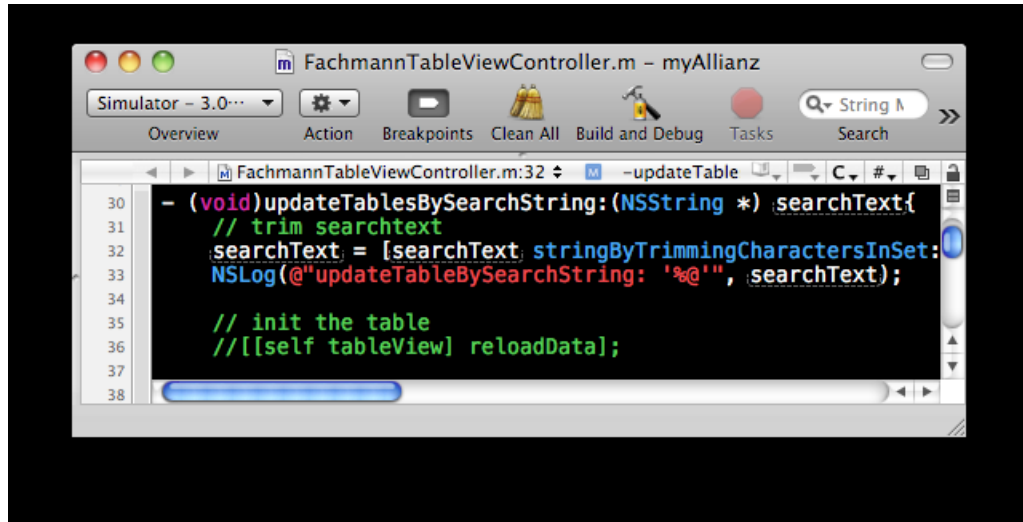 FachmannTableViewController.m – myAllianz
Simulator – 3.0···
String M
Overview Action Breakpoints Clean All Build and Debug Tasks Search
FachmannTableViewController.m:32 M -updateTable C #
30 - (void)updateTablesBySearchString:(NSString *) searchText{
31 // trim searchtext
32 searchText = [searchText stringByTrimmingCharactersInSet:
33 NSLog(@"updateTableBySearchString: '%@'", searchText);
34
35 // init the table
36 //[[self tableView] reloadData];
37
38